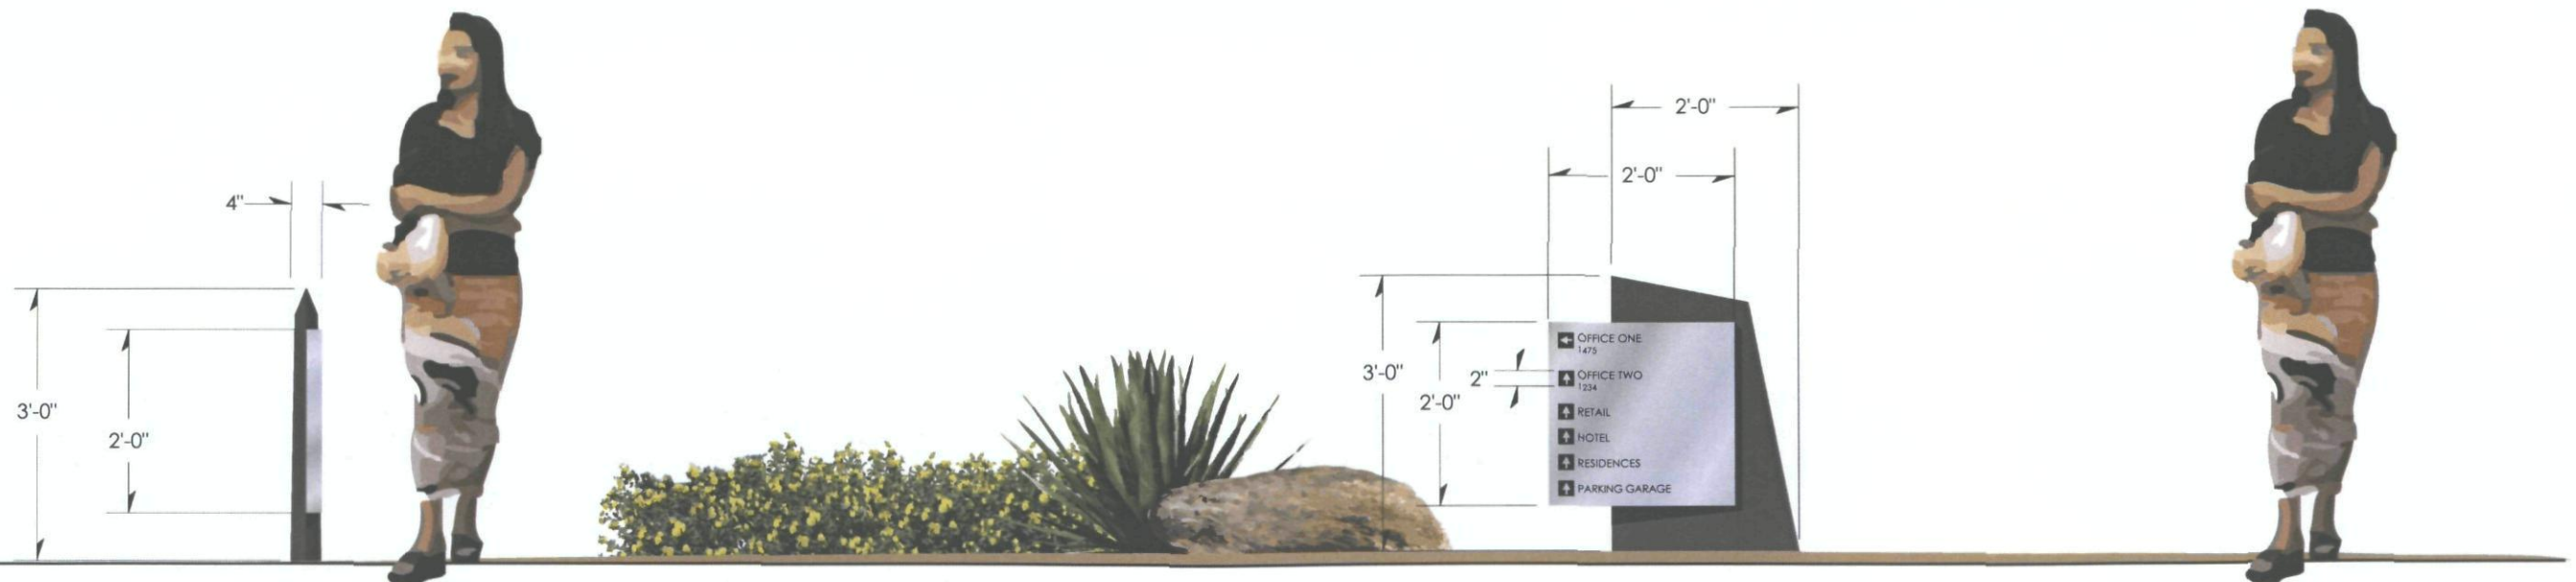 4"
3'-0"
2'-0"
2'-0"
2'-0"
3'-0"
2'-0"
2"
OFFICE ONE
1475
OFFICE TWO
1234
RETAIL
HOTEL
RESIDENCES
PARKING GARAGE